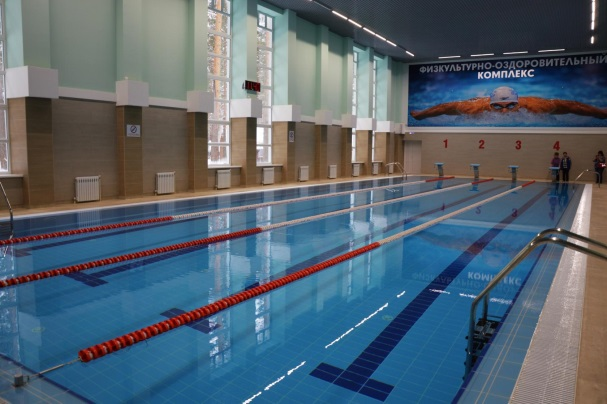 ФИЗКУЛЬТУРНО-ОЗДОРОВИТЕЛЬНЫЙ
КОМПЛЕКС
1 2 3 4